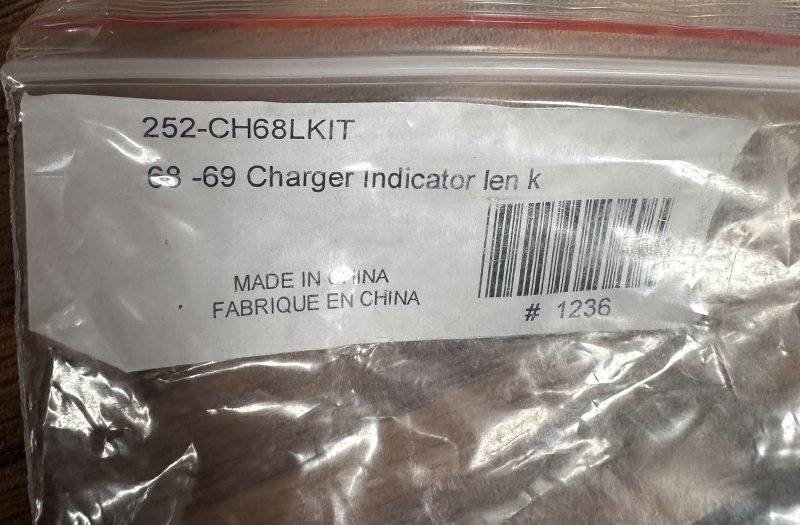 252-CH68LKIT
68 -69 Charger Indicator len k
MADE IN CHINA
FABRIQUE EN CHINA
# 1236